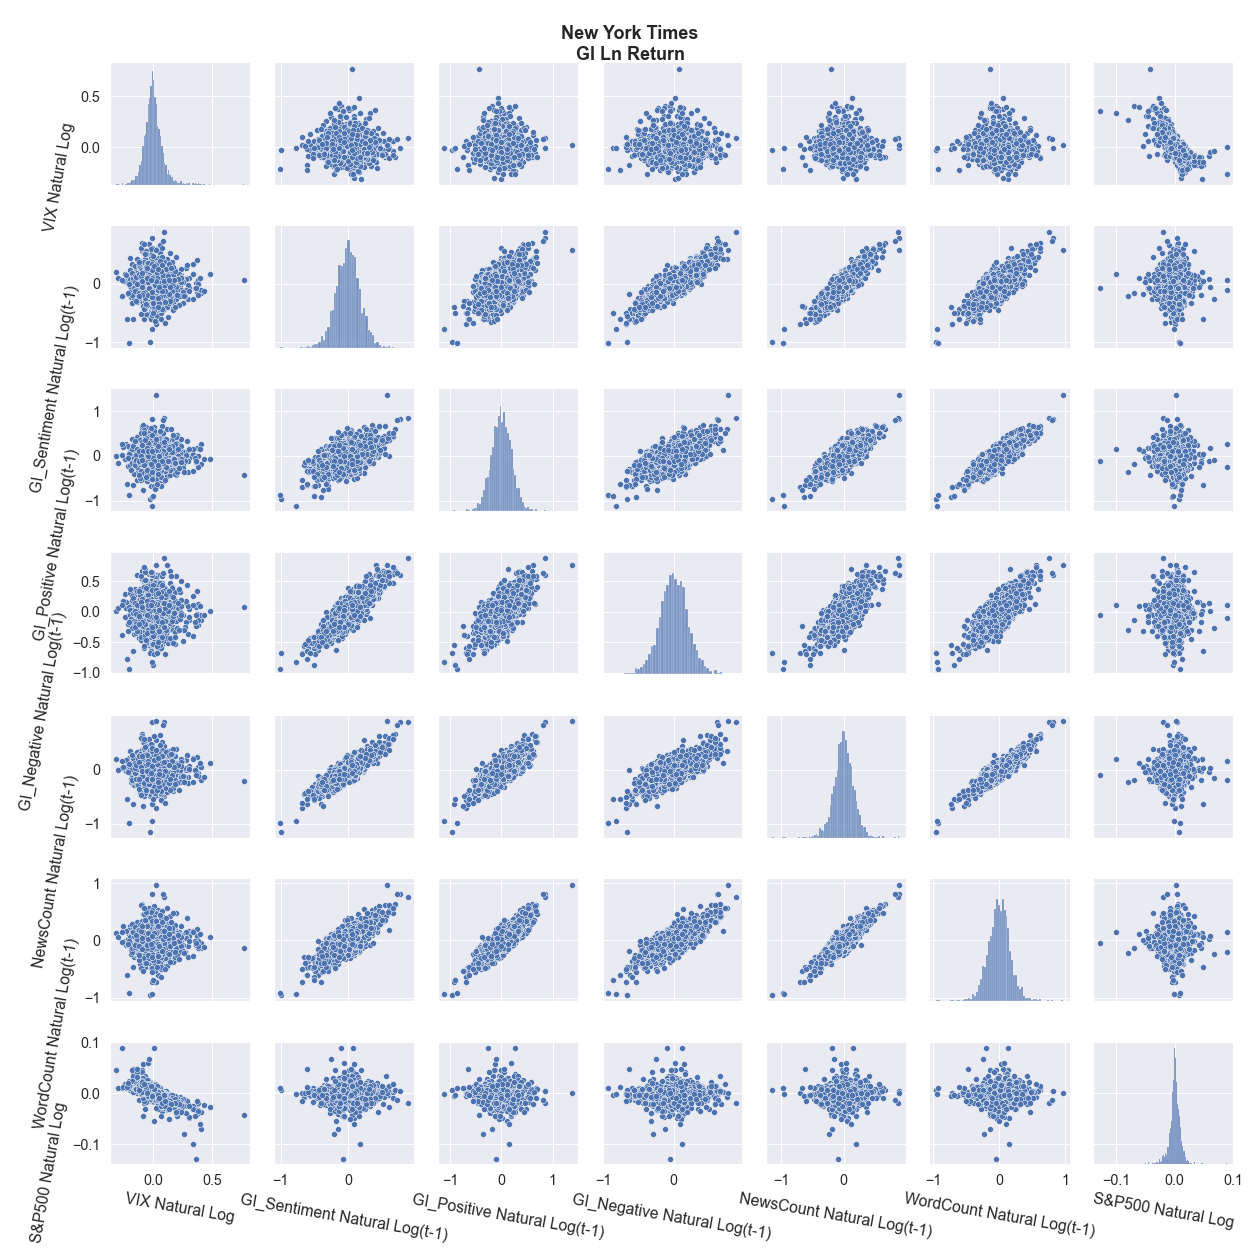 New York Times
GI Ln Return
VIX Natural Log
0.5
0.0
GI_Sentiment Natural Log(t-1)
0
−1
GI_Positive Natural Log(t-1)
1
0
−1
GI_Negative Natural Log(t-1)
0.5
0.0
−0.5
−1.0
NewsCount Natural Log(t-1)
0
−1
WordCount Natural Log(t-1)
1
0
−1
S&P500 Natural Log
0.1
0.0
−0.1
0.0 0.5
−1 0
−1 0 1
−1 0
−1 0
−1 0 1
−0.1 0.0 0.1
VIX Natural Log
GI_Sentiment Natural Log(t-1)
GI_Positive Natural Log(t-1)
GI_Negative Natural Log(t-1)
NewsCount Natural Log(t-1)
WordCount Natural Log(t-1)
S&P500 Natural Log